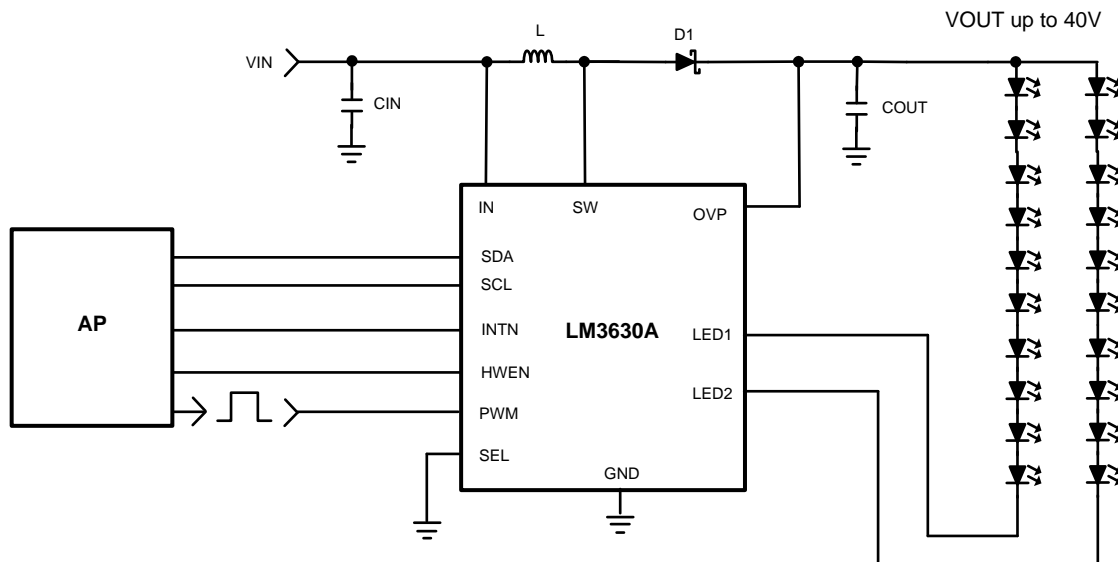 VOUT up to 40V
L
D1
VIN
CIN
COUT
IN
SW
OVP
SDA
SCL
AP
INTN
LM3630A
LED1
HWEN
LED2
PWM
SEL
GND